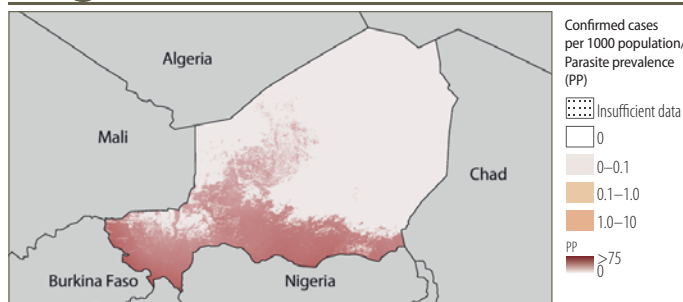 Confirmed cases
per 1000 population/
Parasite prevalence
(PP)
Insufficient data
0
0–0.1
0.1–1.0
1.0–10
PP
>75
0
Algeria
Mali
Chad
Burkina Faso
Nigeria